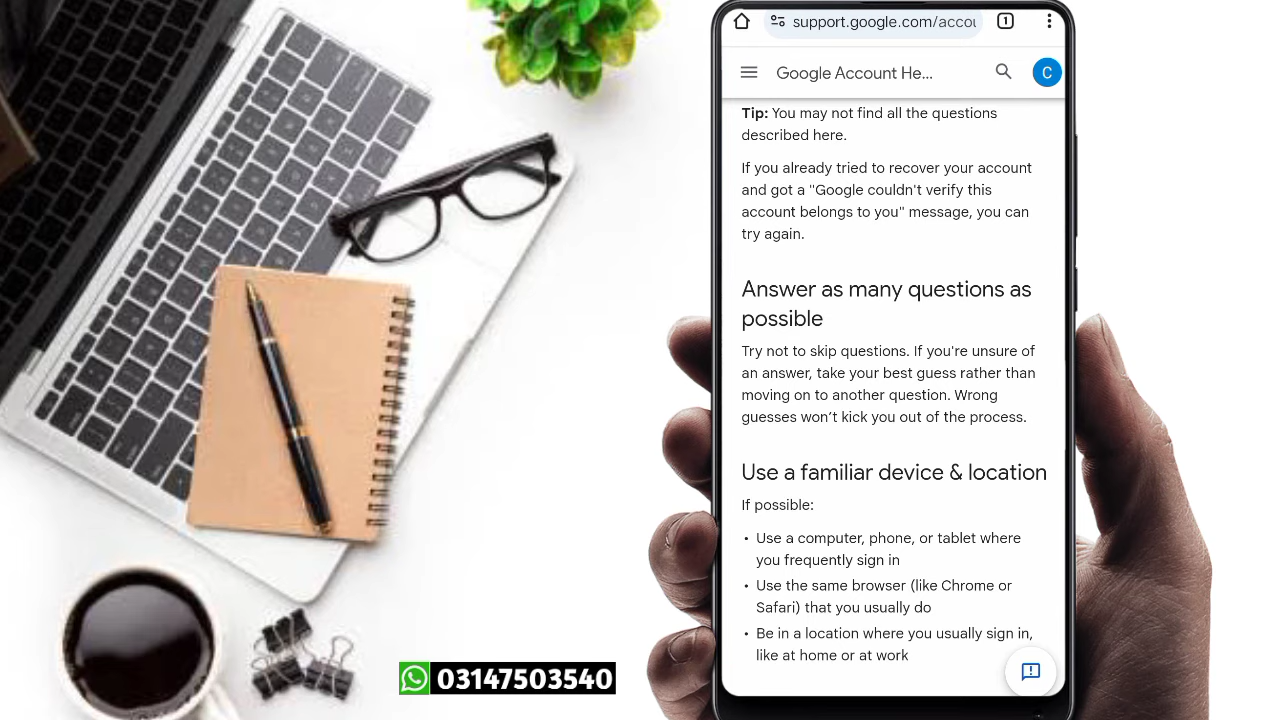 support.google.com/accou
1
Google Account He...
C
Tip: You may not find all the questions
described here.
If you already tried to recover your account
and got a "Google couldn't verify this
account belongs to you" message, you can
try again.
Answer as many questions as
possible
Try not to skip questions. If you're unsure of
an answer, take your best guess rather than
moving on to another question. Wrong
guesses won't kick you out of the process.
Use a familiar device & location
If possible:
• Use a computer, phone, or tablet where
you frequently sign in
• Use the same browser (like Chrome or
Safari) that you usually do
• Be in a location where you usually sign in,
like at home or at work
03147503540